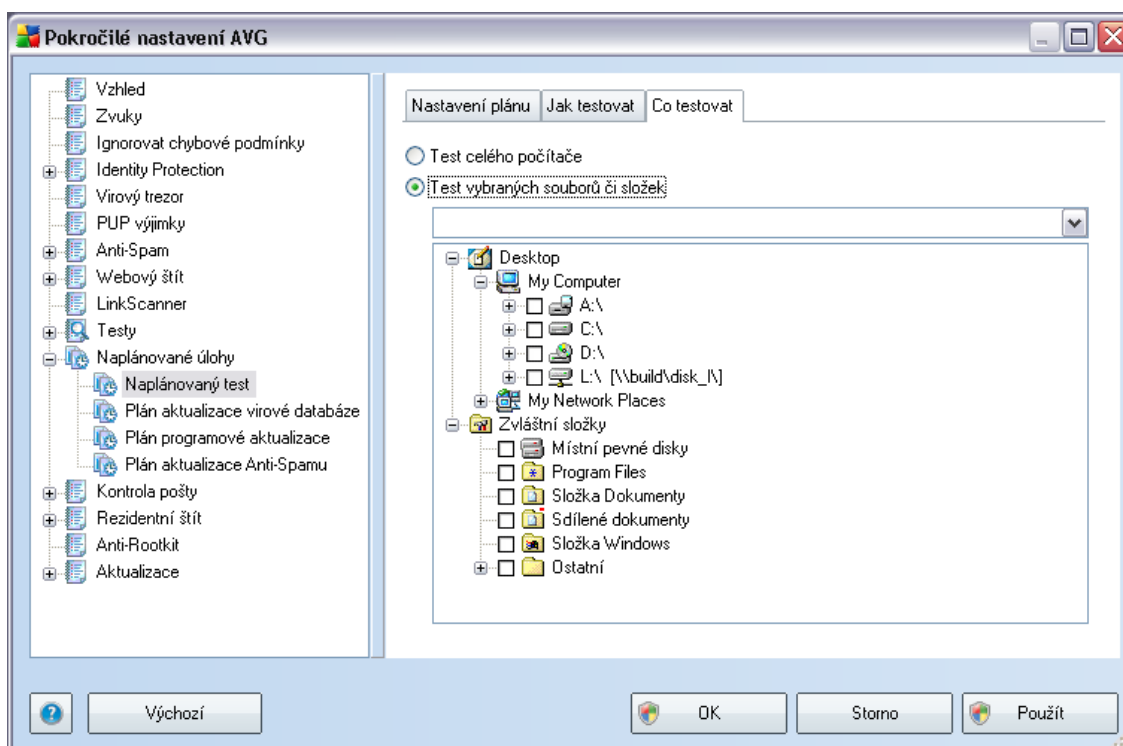 Pokročilé nastavení AVG
Vzhled
Zvuky
Ignorovat chybové podmínky
Identity Protection
Virový trezor
PUP výjimky
Anti-Spam
Webový štít
LinkScanner
Testy
Naplánované úlohy
Naplánovaný test
Plán aktualizace virové databáze
Plán programové aktualizace
Plán aktualizace Anti-Spamu
Kontrola pošty
Rezidentní štít
Anti-Rootkit
Aktualizace
Nastavení plánu Jak testovat Co testovat
Test celého počítače
Test vybraných souborů či složek
Desktop
My Computer
A:\
C:\
D:\
L:\ [\\build\disk_l\]
My Network Places
Zvláštní složky
Místní pevné disky
Program Files
Složka Dokumenty
Sdílené dokumenty
Složka Windows
Ostatní
Výchozí OK Storno Použít